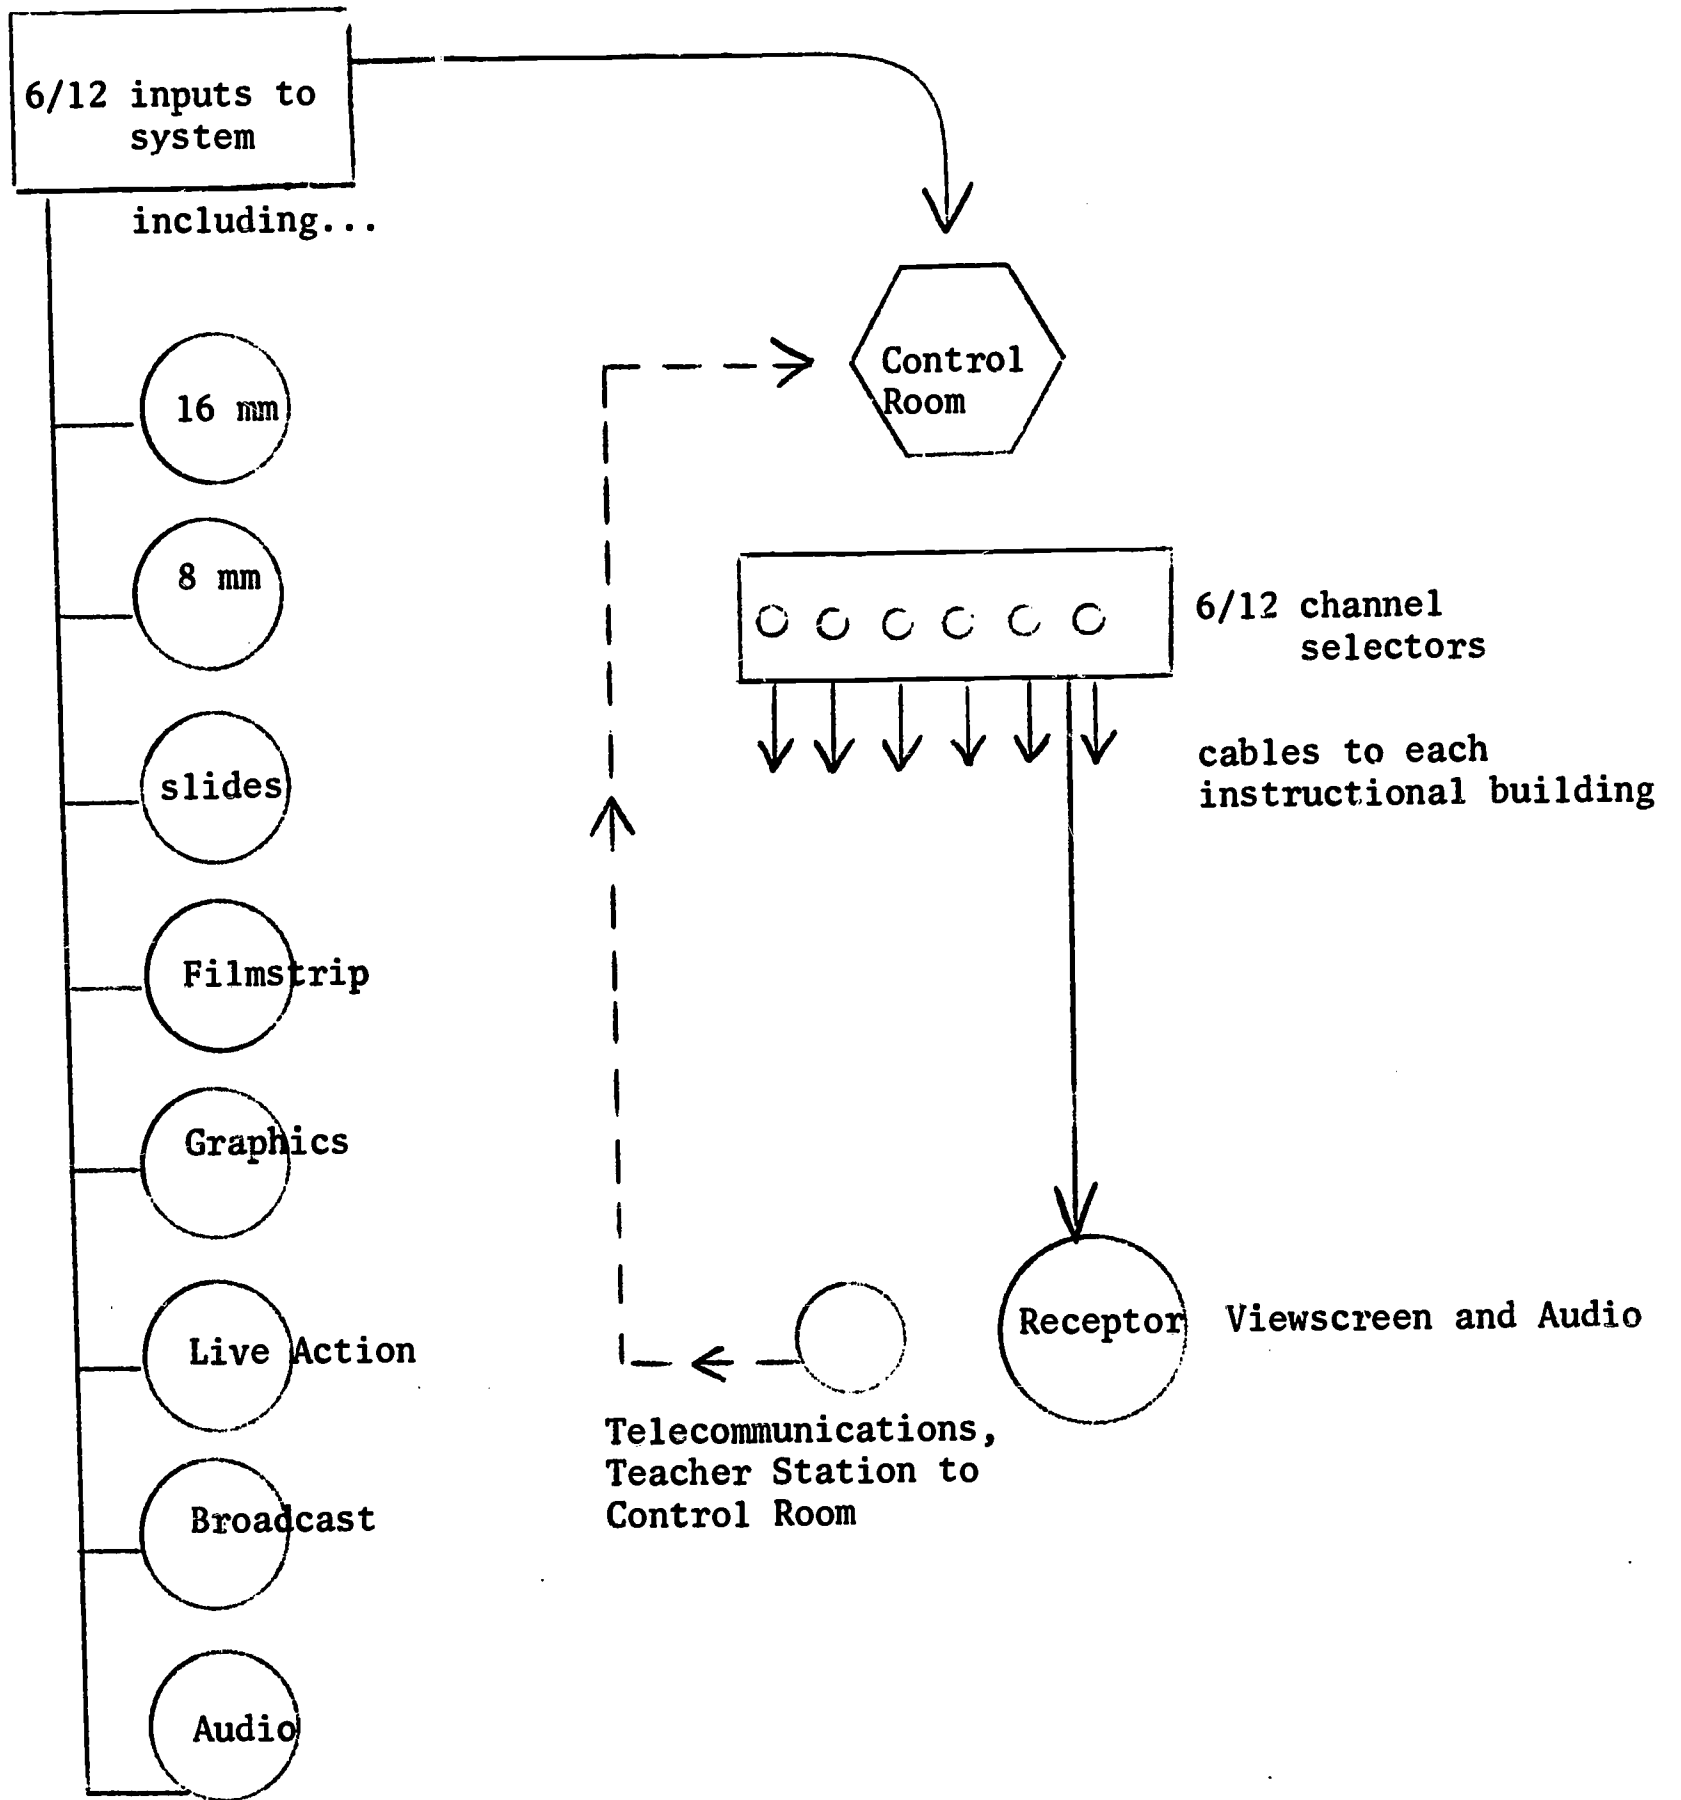 6/12 inputs to
system
including...
16 mm
8 mm
slides
Filmstrip
Graphics
Live Action
Broadcast
Audio
Control
Room
6/12 channel
selectors
cables to each
instructional building
Receptor
Viewscreen and Audio
Telecommunications,
Teacher Station to
Control Room